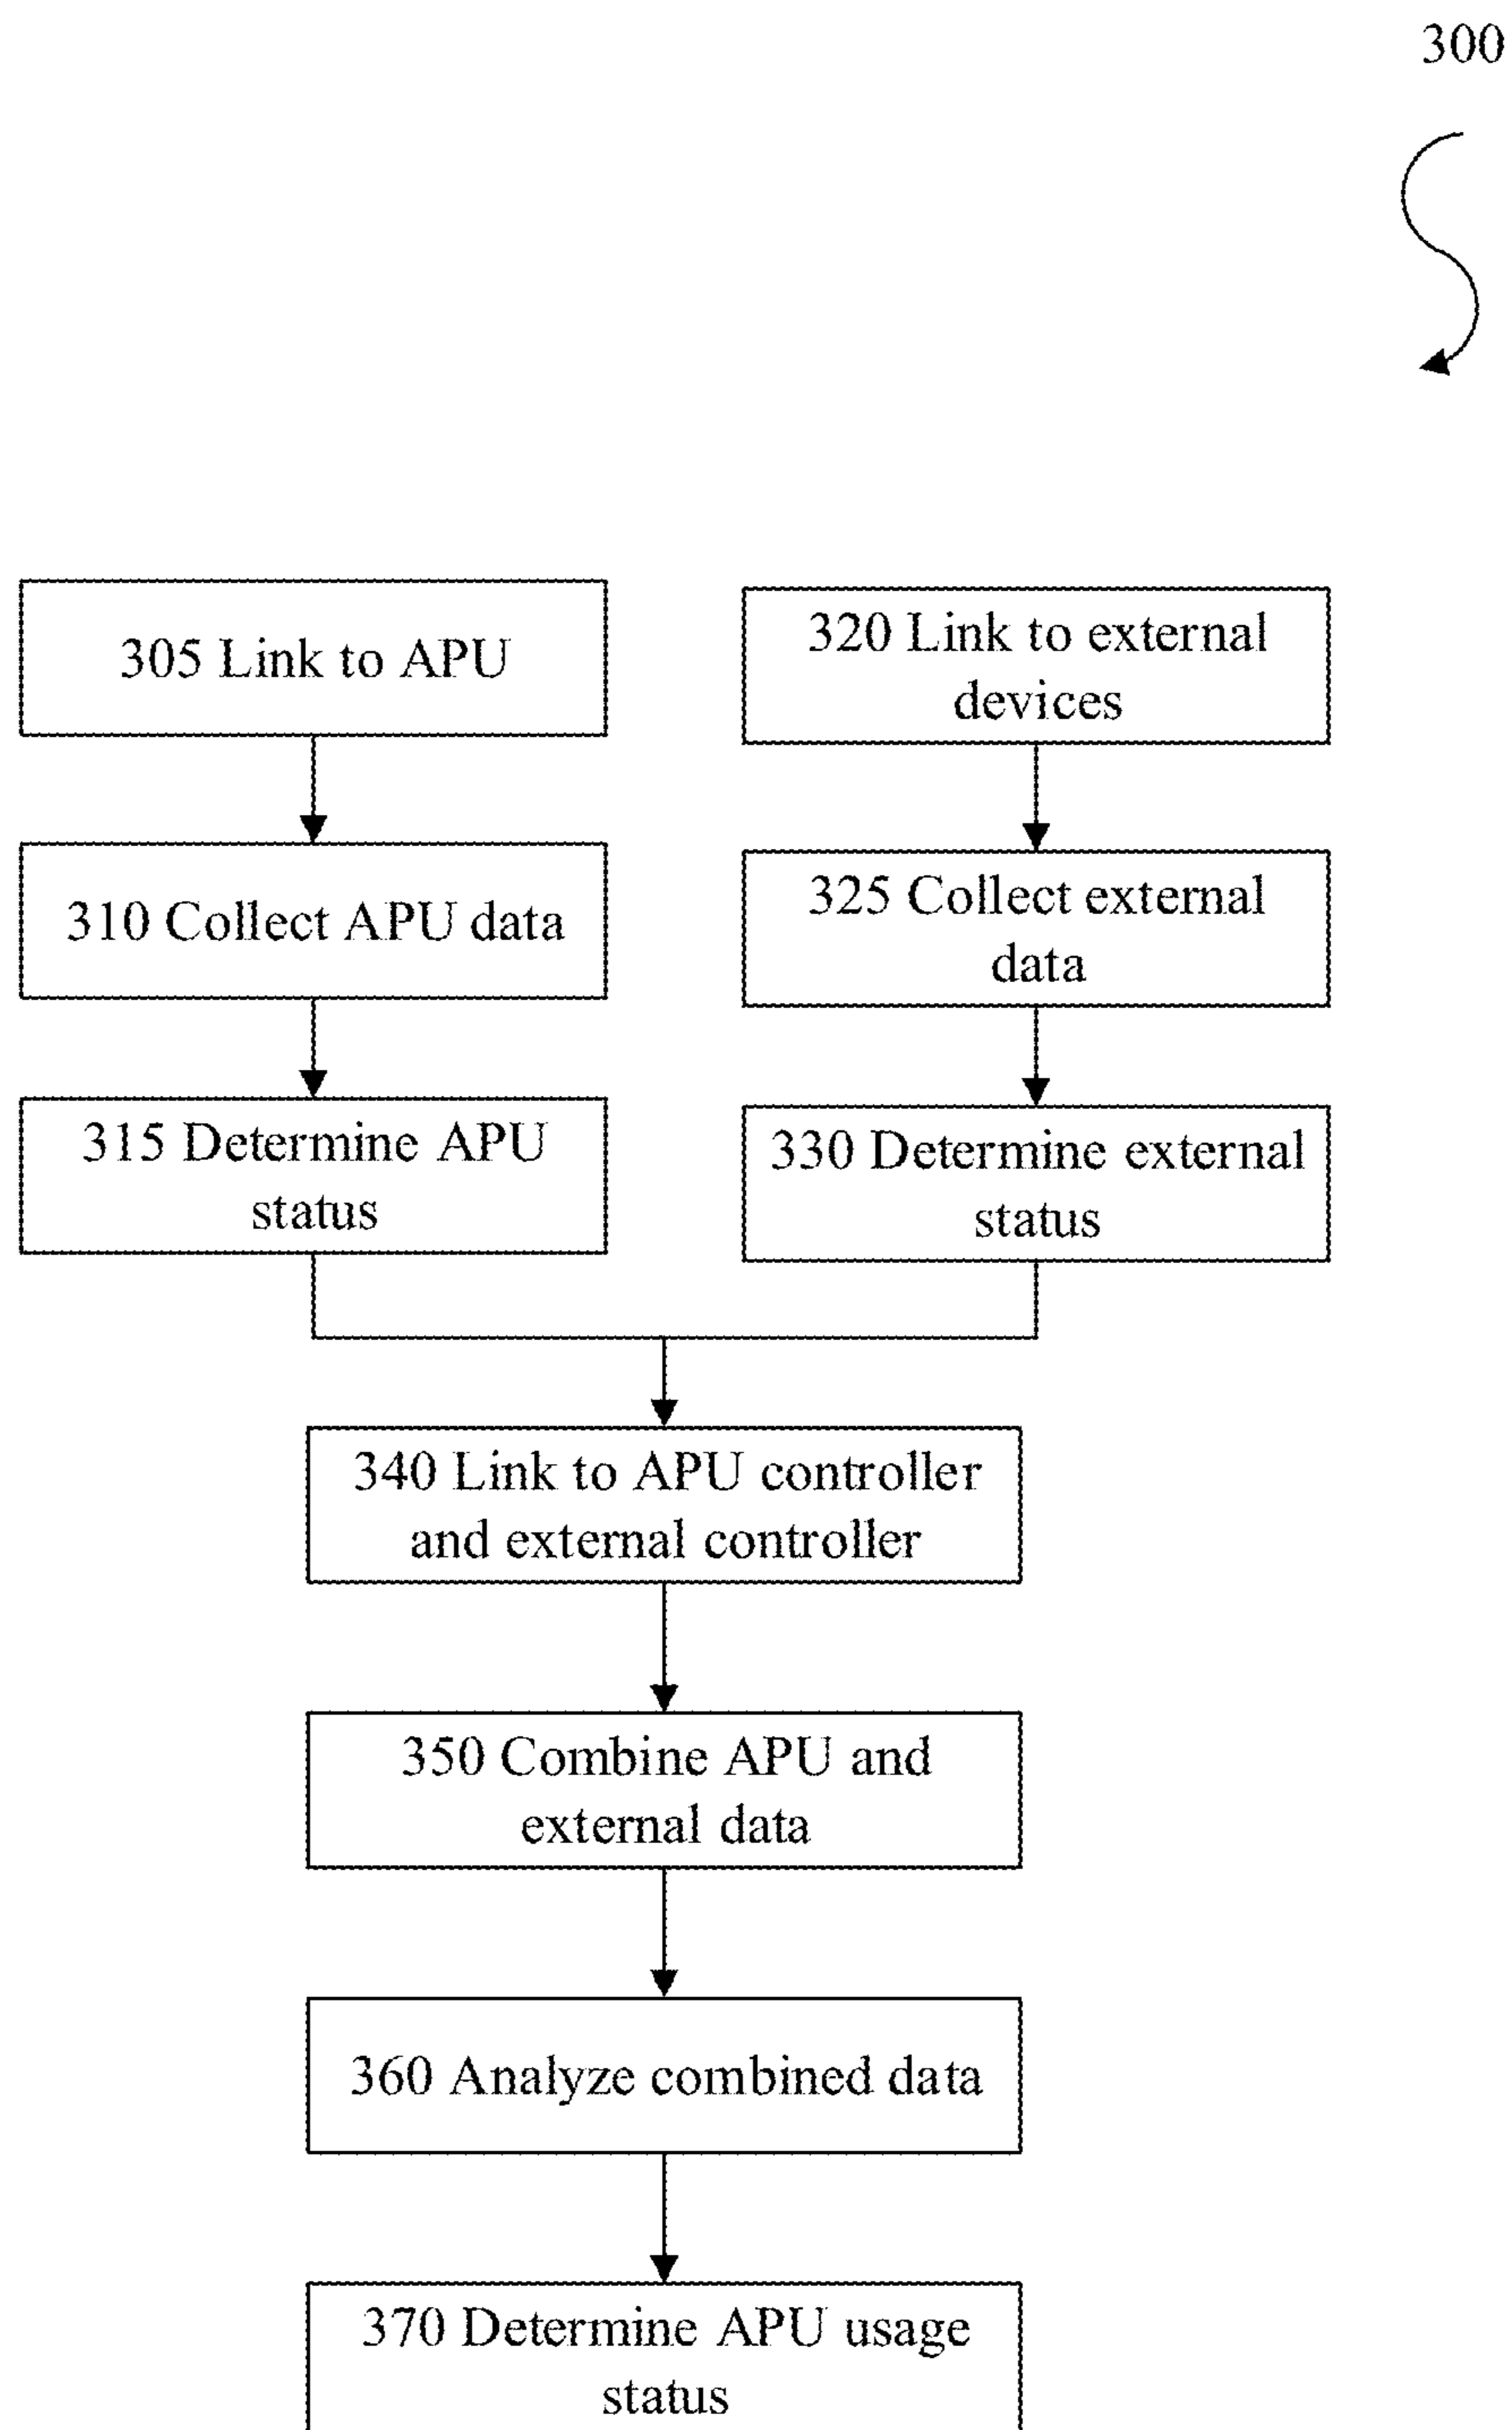 300
305 Link to APU
320 Link to external
devices
310 Collect APU data
325 Collect external
data
315 Determine APU
status
330 Determine external
status
340 Link to APU controller
and external controller
350 Combine APU and
external data
360 Analyze combined data
370 Determine APU usage
status